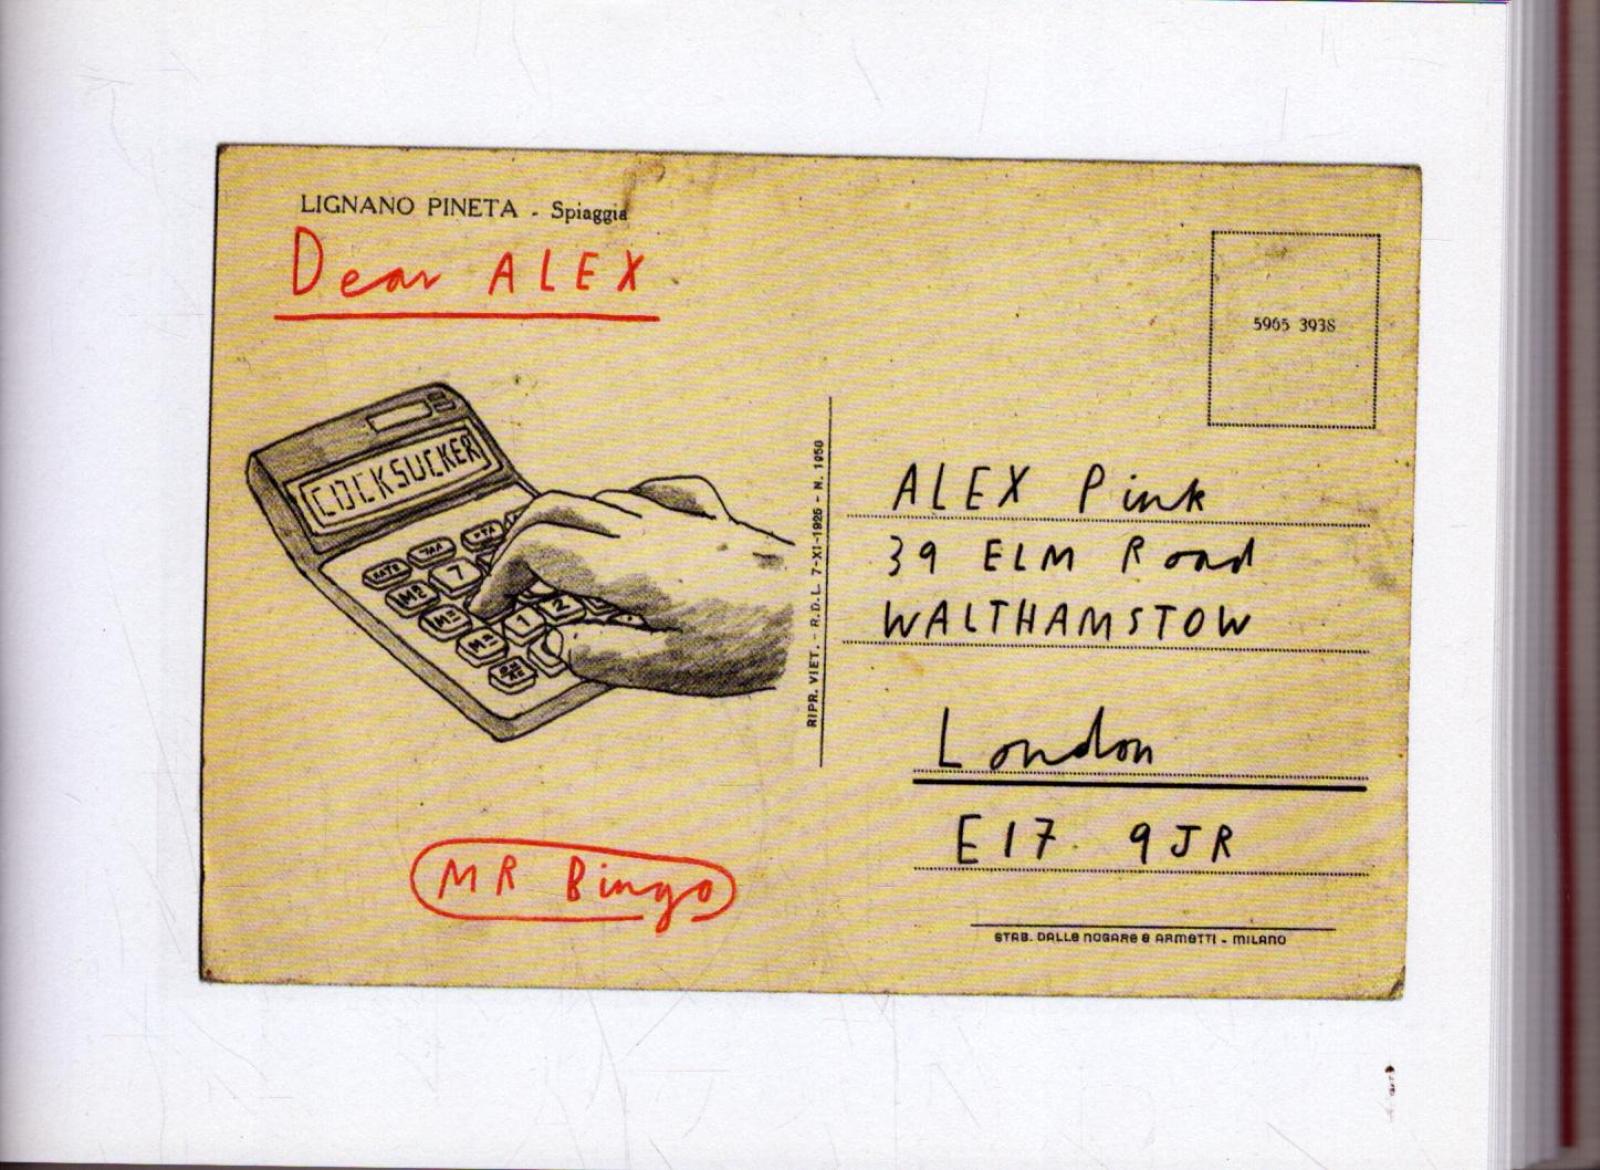 LIGNANO PINETA - Spiaggia
Dear ALEX
COCKSUCKER
7
1
2
MR Bingo
RIPR. VIET. - R.D.L. 7-XI-1925 - N. 1950
5965 3938
ALEX Pink
39 ELM Road
WALTHAMSTOW
London
E17 9JR
STAB. DALLE NOGARE E ARMETTI - MILANO